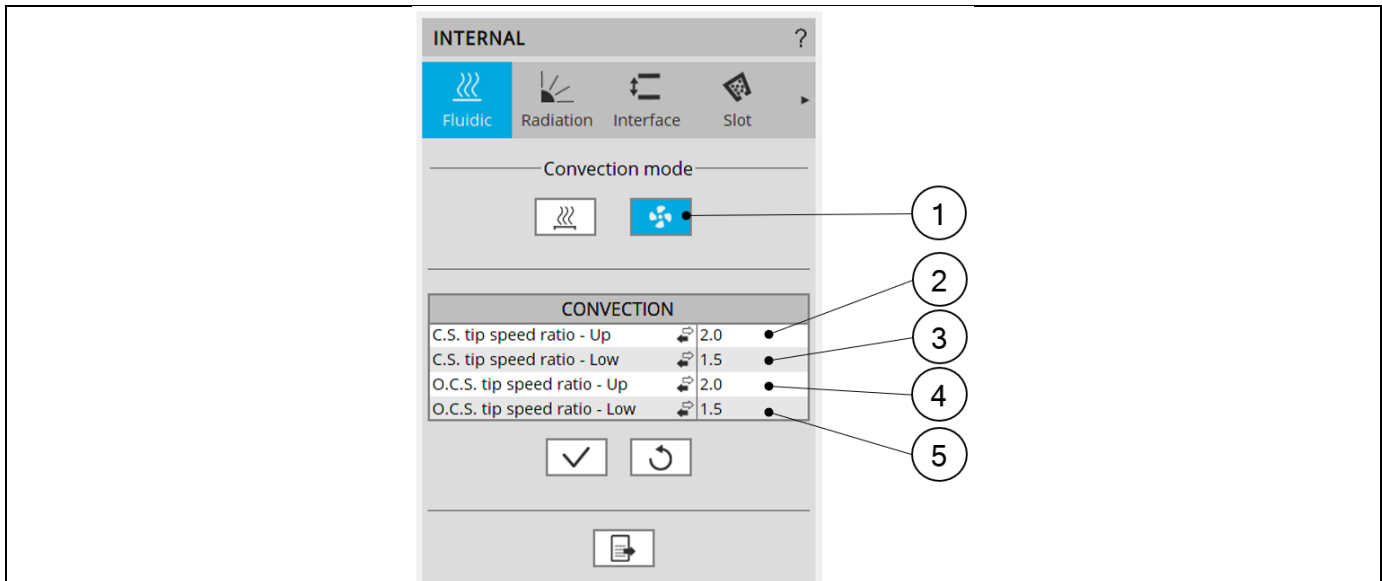 INTERNAL ?
Fluidic Radiation Interface Slot
Convection mode
1
2
CONVECTION
C.S. tip speed ratio - Up 2.0
3
C.S. tip speed ratio - Low 1.5
O.C.S. tip speed ratio - Up 2.0
4
O.C.S. tip speed ratio - Low 1.5
5